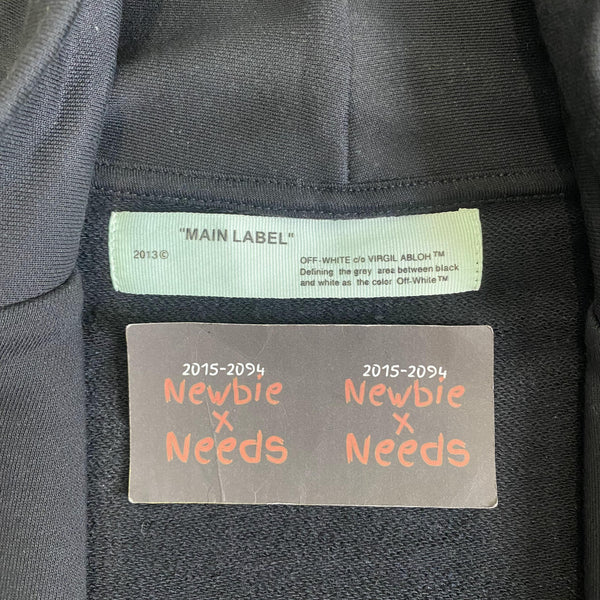 "MAIN LABEL"
2013©
OFF-WHITE c/o VIRGIL ABLOH™
Defining the grey area between black
and white as the color Off-White™
2015-2094
Newbie
x
Needs
2015-2094
Newbie
x
Needs